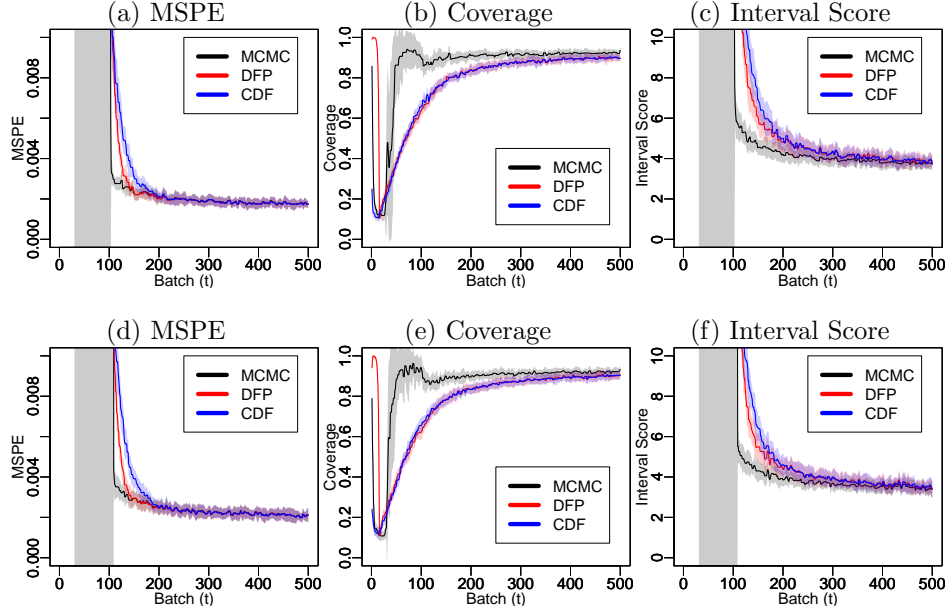 (a) MSPE
MSPE
0.000 0.004 0.008
MCMC
DFP
CDF
0 100 200 300 400 500
Batch (t)
(b) Coverage
Coverage
0.0 0.2 0.4 0.6 0.8 1.0
MCMC
DFP
CDF
0 100 200 300 400 500
Batch (t)
(c) Interval Score
Interval Score
0 2 4 6 8 10
MCMC
DFP
CDF
0 100 200 300 400 500
Batch (t)
(d) MSPE
MSPE
0.000 0.004 0.008
MCMC
DFP
CDF
0 100 200 300 400 500
Batch (t)
(e) Coverage
Coverage
0.0 0.2 0.4 0.6 0.8 1.0
MCMC
DFP
CDF
0 100 200 300 400 500
Batch (t)
(f) Interval Score
Interval Score
0 2 4 6 8 10
MCMC
DFP
CDF
0 100 200 300 400 500
Batch (t)